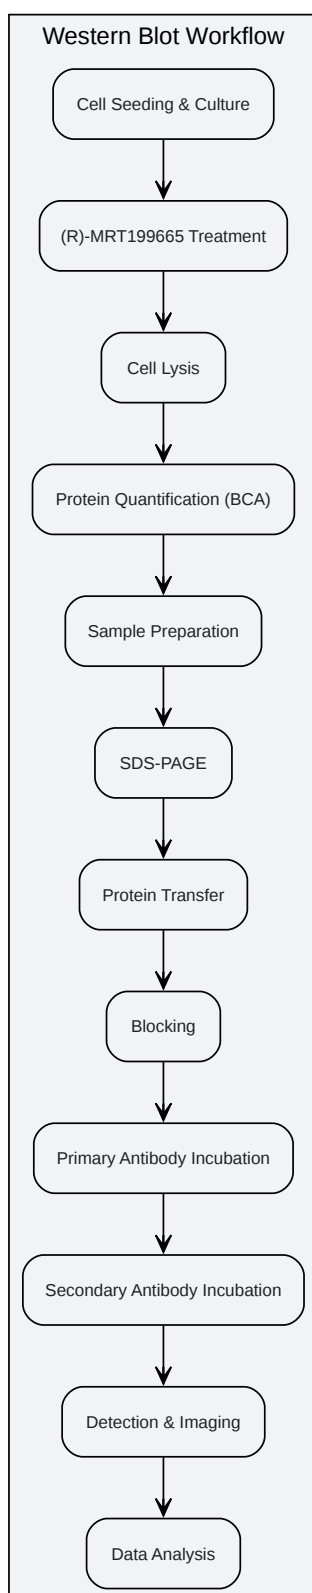 Western Blot Workflow
Cell Seeding & Culture
(R)-MRT199665 Treatment
Cell Lysis
Protein Quantification (BCA)
Sample Preparation
SDS-PAGE
Protein Transfer
Blocking
Primary Antibody Incubation
Secondary Antibody Incubation
Detection & Imaging
Data Analysis